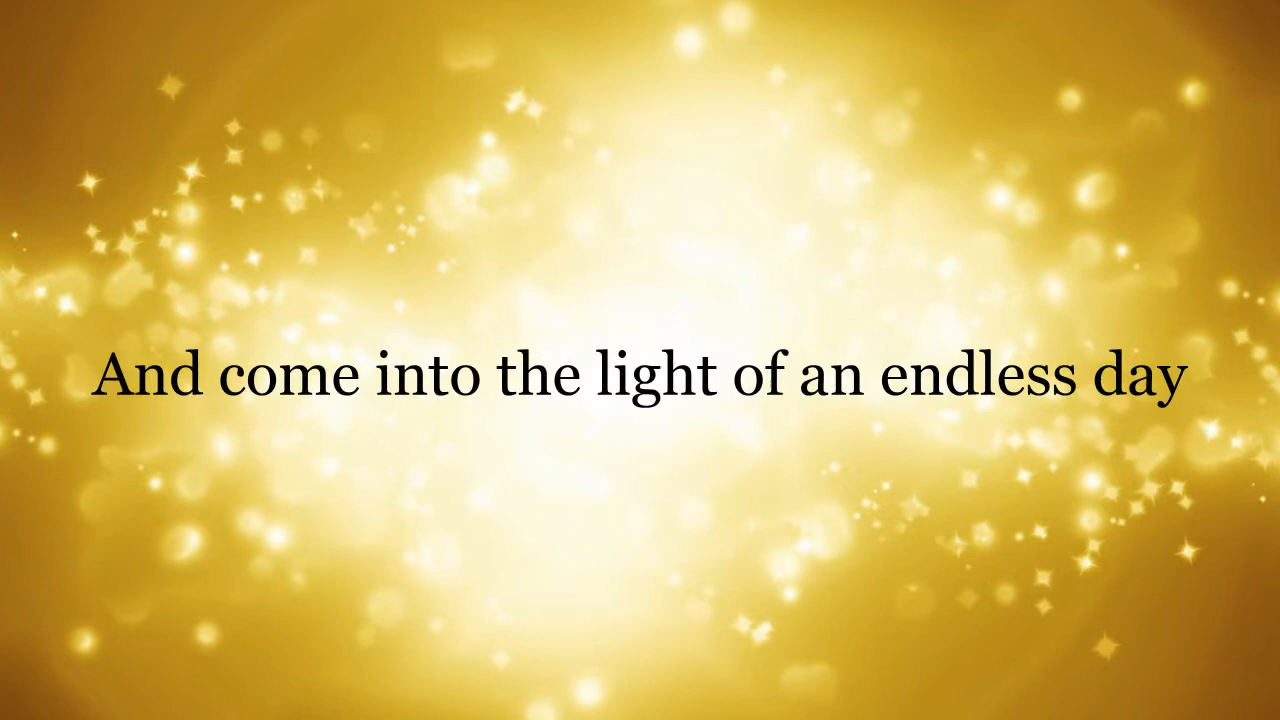 And come into the light of an endless day